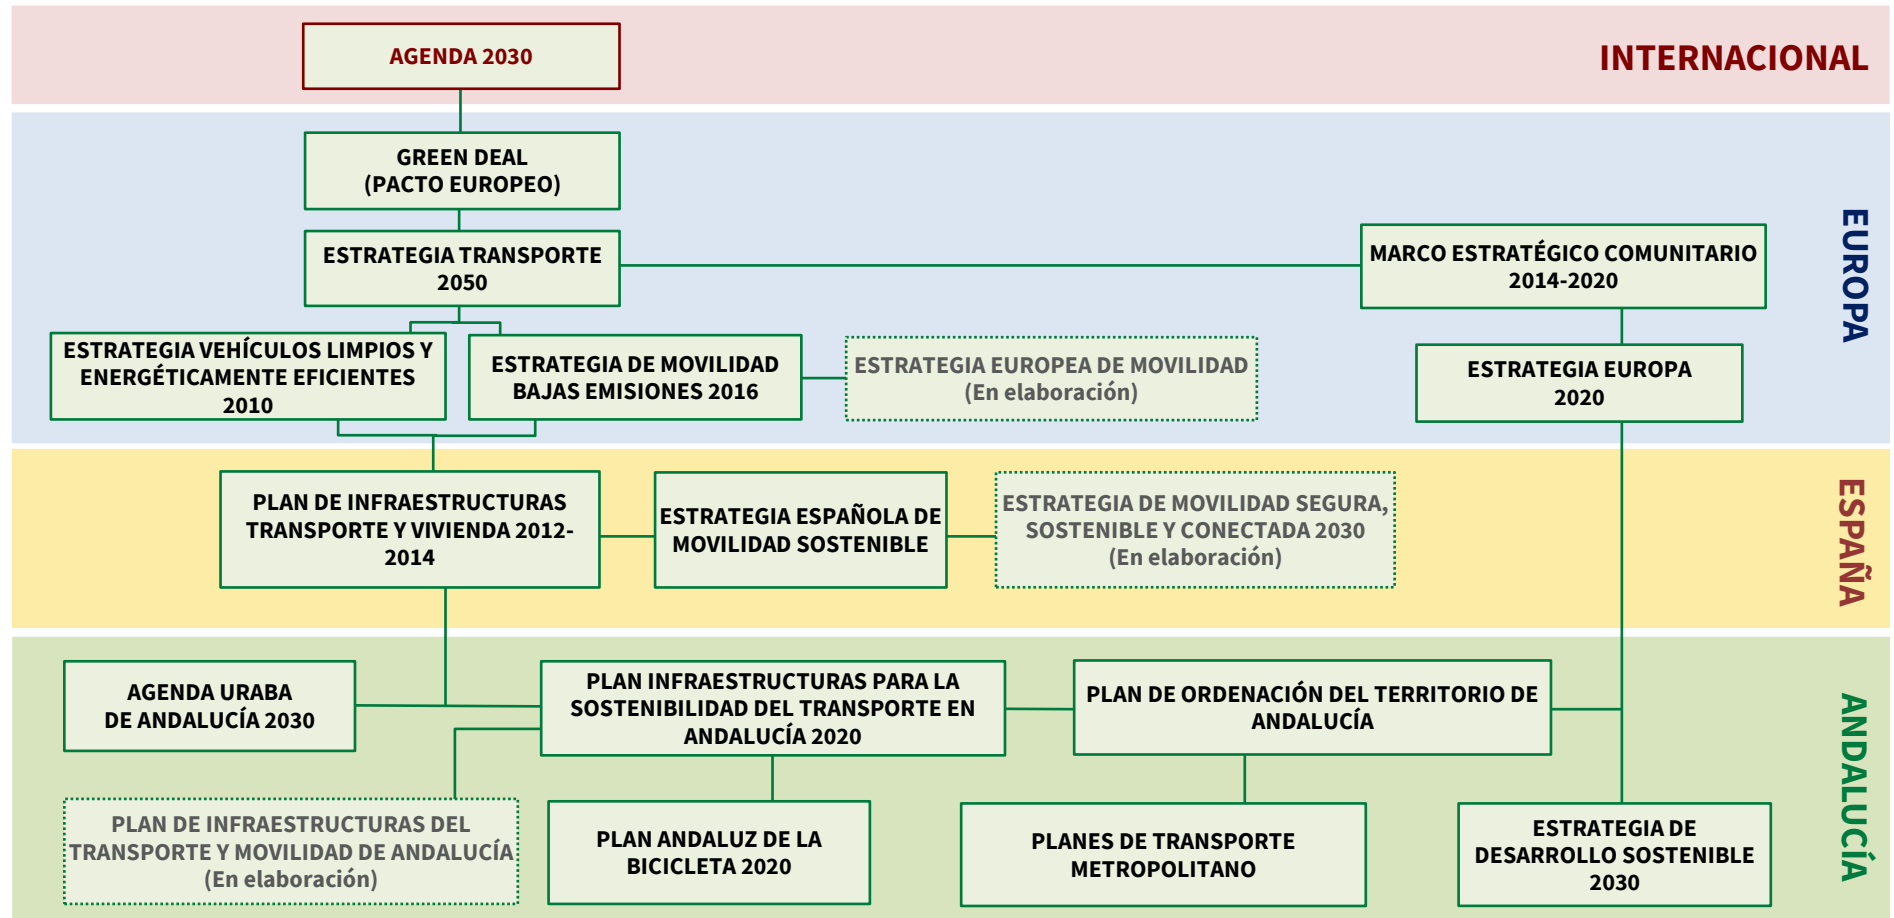 AGENDA 2030
INTERNACIONAL
GREEN DEAL
(PACTO EUROPEO)
ESTRATEGIA TRANSPORTE
2050
MARCO ESTRATÉGICO COMUNITARIO
2014-2020
EUROPA
ESTRATEGIA VEHÍCULOS LIMPIOS Y
ENERGÉTICAMENTE EFICIENTES
2010
ESTRATEGIA DE MOVILIDAD
BAJAS EMISIONES 2016
ESTRATEGIA EUROPEA DE MOVILIDAD
(En elaboración)
ESTRATEGIA EUROPA
2020
PLAN DE INFRAESTRUCTURAS
TRANSPORTE Y VIVIENDA 2012-
2014
ESTRATEGIA ESPAÑOLA DE
MOVILIDAD SOSTENIBLE
ESTRATEGIA DE MOVILIDAD SEGURA,
SOSTENIBLE Y CONECTADA 2030
(En elaboración)
ESPAÑA
AGENDA URABA
DE ANDALUCÍA 2030
PLAN INFRAESTRUCTURAS PARA LA
SOSTENIBILIDAD DEL TRANSPORTE EN
ANDALUCÍA 2020
PLAN DE ORDENACIÓN DEL TERRITORIO DE
ANDALUCÍA
ANDALUCÍA
PLAN DE INFRAESTRUCTURAS DEL
TRANSPORTE Y MOVILIDAD DE ANDALUCÍA
(En elaboración)
PLAN ANDALUZ DE LA
BICICLETA 2020
PLANES DE TRANSPORTE
METROPOLITANO
ESTRATEGIA DE
DESARROLLO SOSTENIBLE
2030